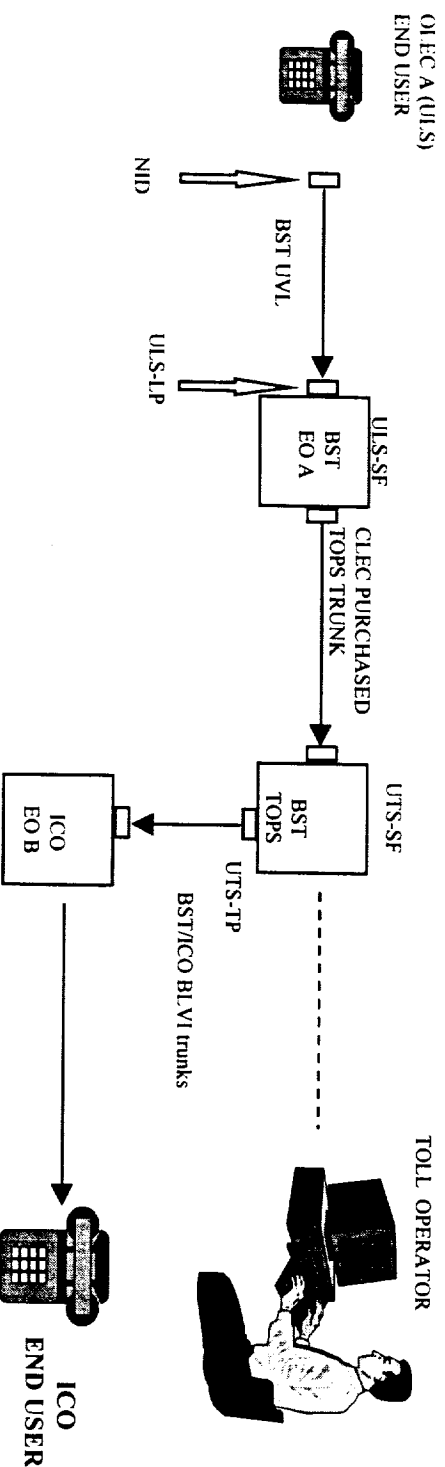 OLEC A (ULS)
END USER
NID
BST UVL
ULS-LP
ULS-SF
BST
EO A
CLEC PURCHASED
TOPS TRUNK
UTS-SF
BST
TOPS
UTS-TP
TOLL OPERATOR
BST/ICO BLVI trunks
ICO
EO B
ICO
END USER